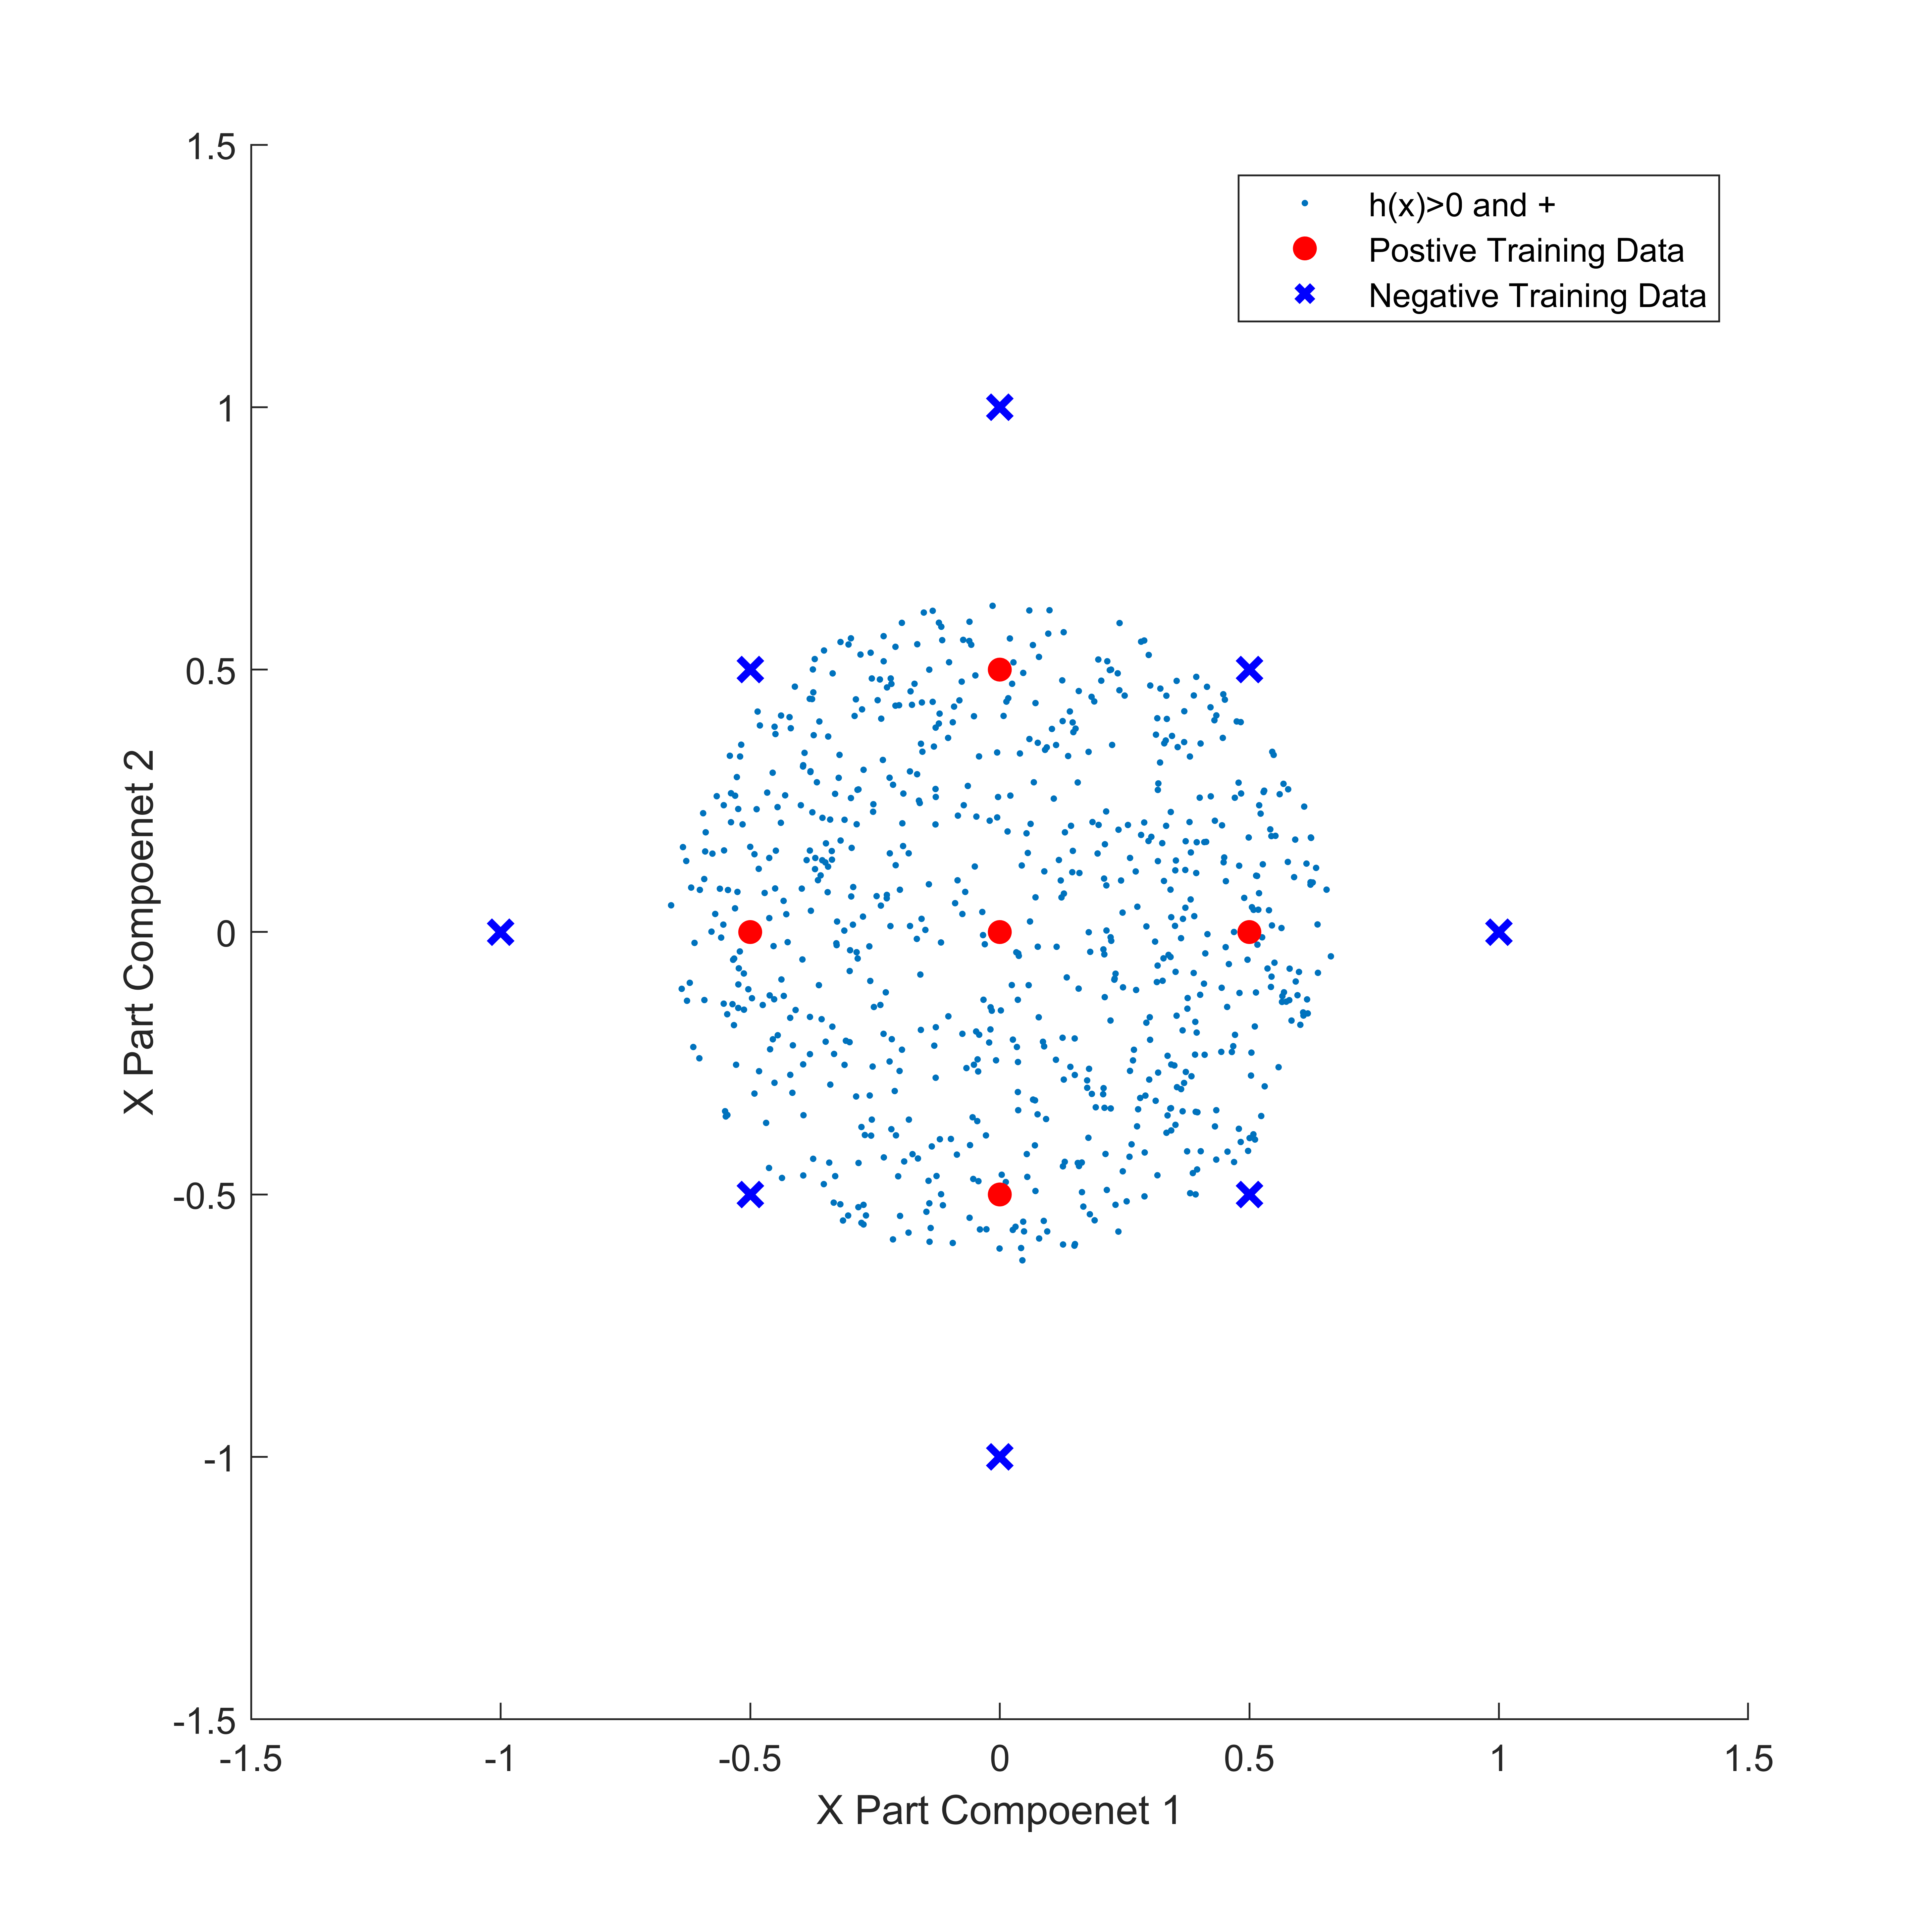 1.5
h(x)>0 and +
Postive Training Data
Negative Training Data
1
0.5
0
-0.5
-1
-1.5
X Part Compoenet 2
-1.5 -1 -0.5 0 0.5 1 1.5
X Part Compoenet 1